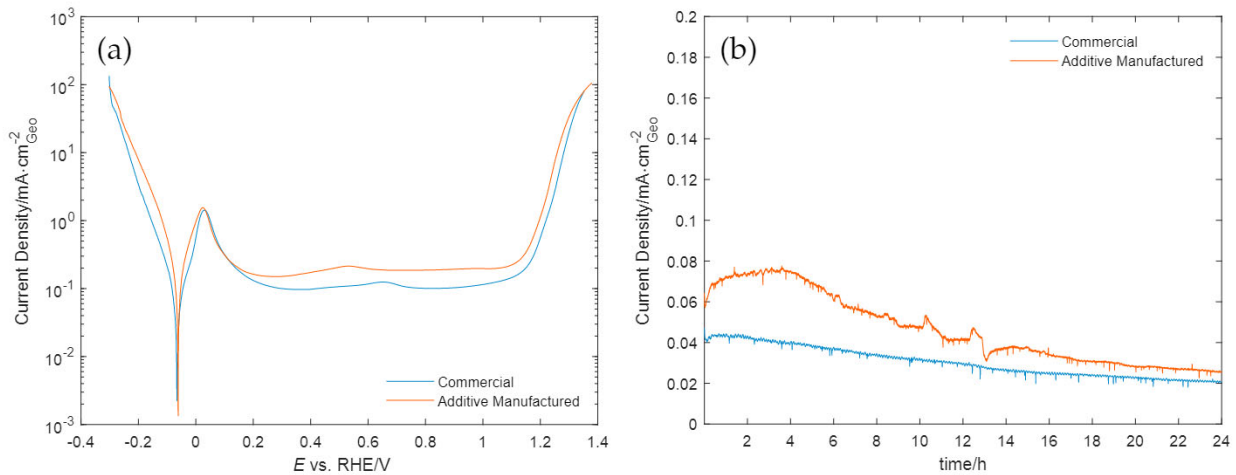 (a)
10³
10²
10¹
10⁰
10⁻¹
10⁻²
10⁻³
Current Density/mA·cm⁻²Geo
-0.4 -0.2 0 0.2 0.4 0.6 0.8 1 1.2 1.4
E vs. RHE/V
Commercial
Additive Manufactured
(b)
0.2
0.18
0.16
0.14
0.12
0.1
0.08
0.06
0.04
0.02
0
Current Density/mA·cm⁻²Geo
2 4 6 8 10 12 14 16 18 20 22 24
time/h
Commercial
Additive Manufactured